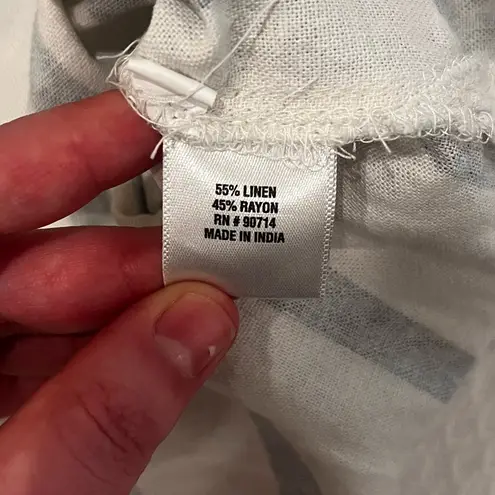 55% LINEN
45% RAYON
RN # 90714
MADE IN INDIA